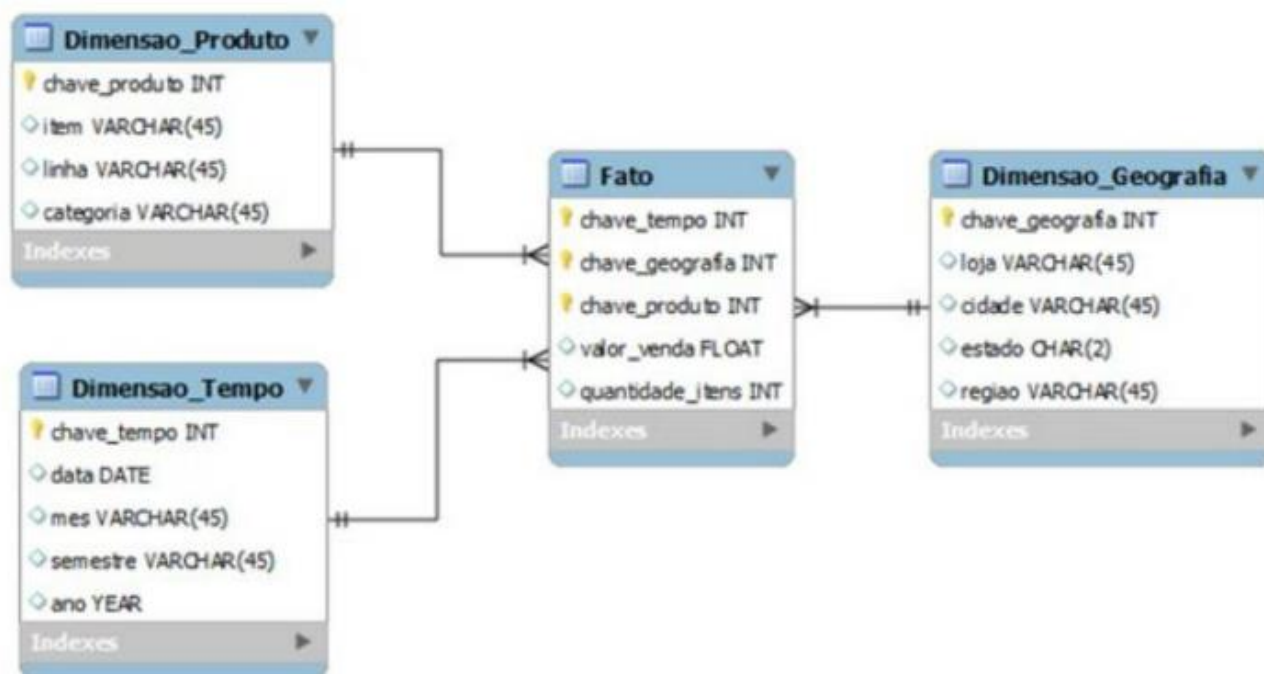 Dimensao_Produto
chave_produto INT
item VARCHAR(45)
linha VARCHAR(45)
categoria VARCHAR(45)
Indexes
Dimensao_Tempo
chave_tempo INT
data DATE
mes VARCHAR(45)
semestre VARCHAR(45)
ano YEAR
Indexes
Fato
chave_tempo INT
chave_geografia INT
chave_produto INT
valor_venda FLOAT
quantidade_itens INT
Indexes
Dimensao_Geografia
chave_geografia INT
loja VARCHAR(45)
cidade VARCHAR(45)
estado CHAR(2)
regiao VARCHAR(45)
Indexes